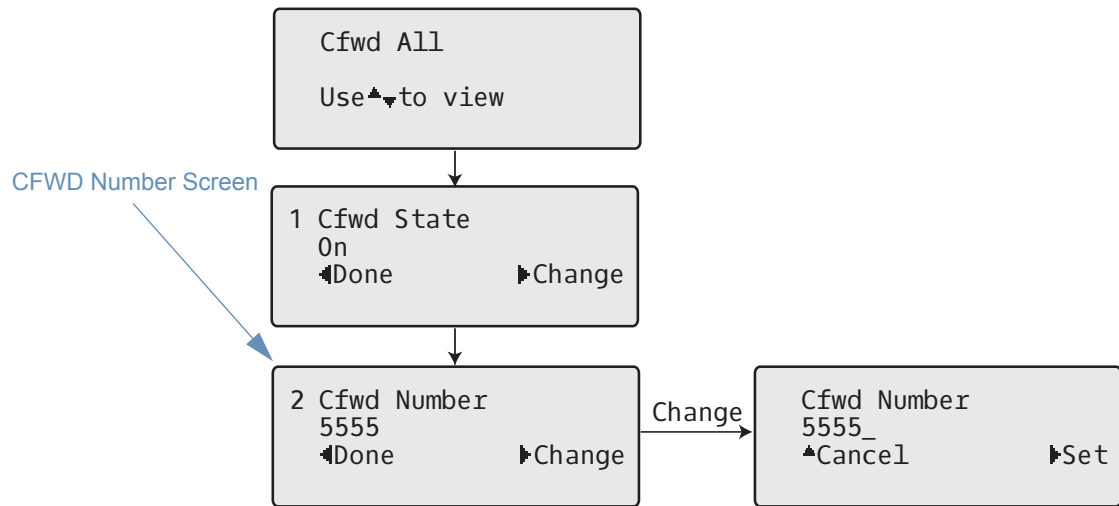 Cfwd All
Use▲▼to view
CFWD Number Screen
1 Cfwd State
On
◀Done ▶Change
2 Cfwd Number
5555
◀Done ▶Change
Change
Cfwd Number
5555_
▲Cancel ▶Set